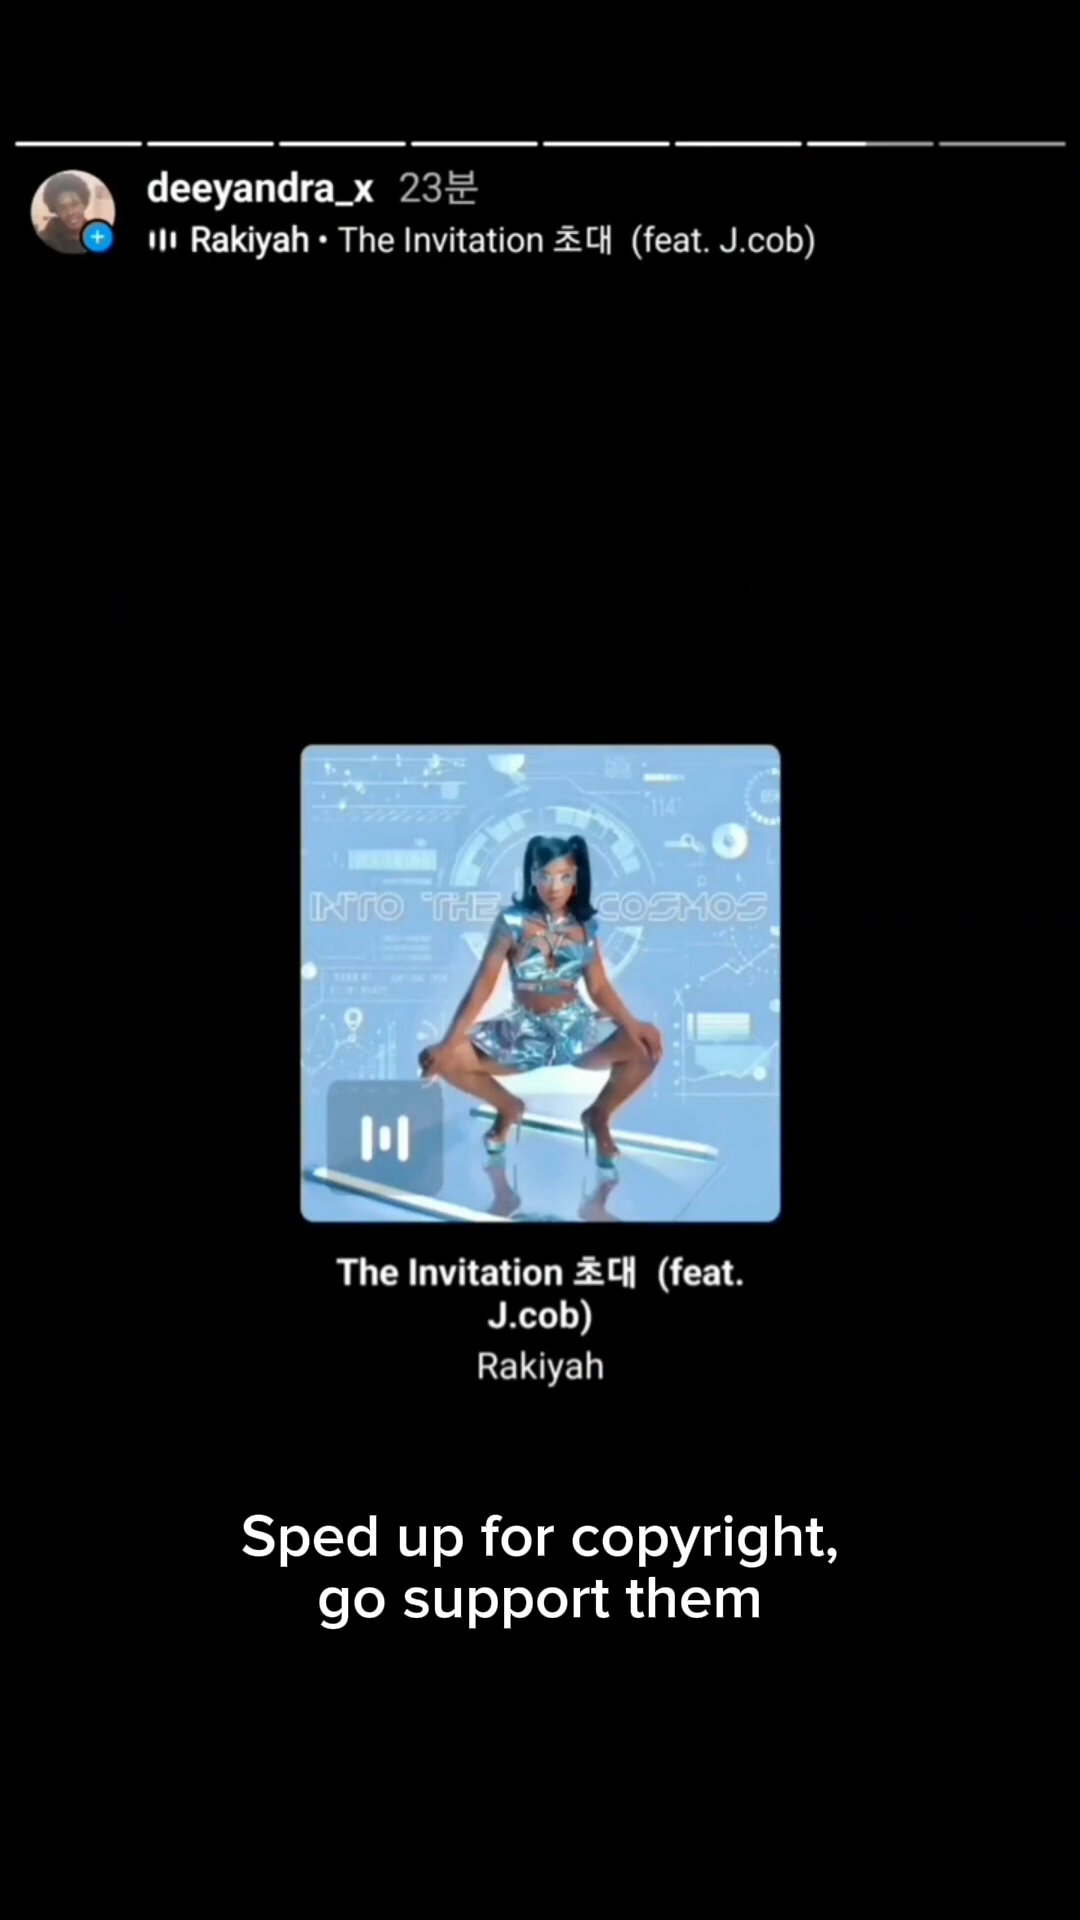 deeyandra_x 23분
Rakiyah • The Invitation 초대 (feat. J.cob)
114
INTO THE COSMOS
The Invitation 초대 (feat.
J.cob)
Rakiyah
Sped up for copyright,
go support them